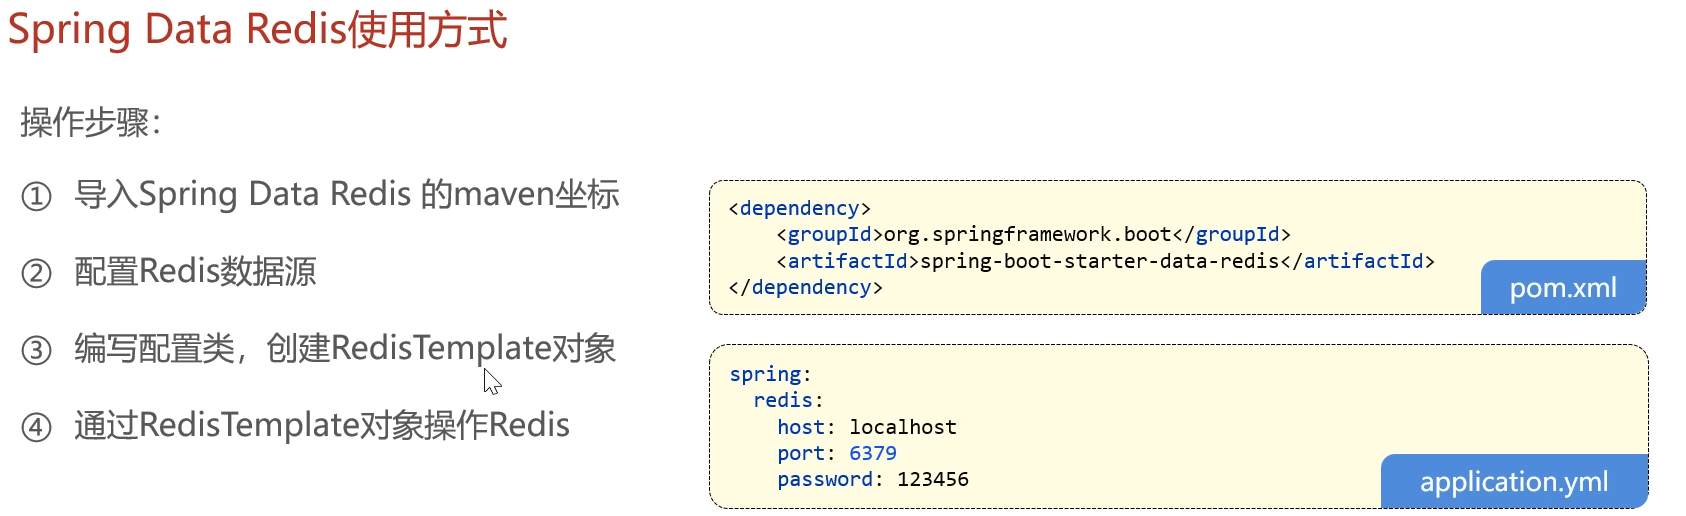 Spring Data Redis使用方式
操作步骤：
① 导入Spring Data Redis 的maven坐标
② 配置Redis数据源
③ 编写配置类，创建RedisTemplate对象
④ 通过RedisTemplate对象操作Redis
<dependency>
    <groupId>org.springframework.boot</groupId>
    <artifactId>spring-boot-starter-data-redis</artifactId>
</dependency>
pom.xml
spring:
  redis:
    host: localhost
    port: 6379
    password: 123456
application.yml